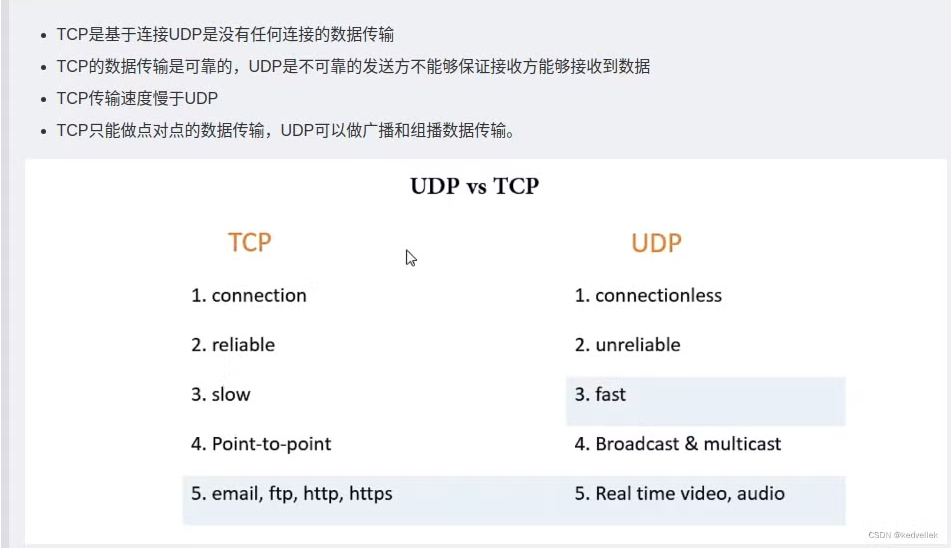 TCP是基于连接UDP是没有任何连接的数据传输
TCP的数据传输是可靠的，UDP是不可靠的发送方不能够保证接收方能够接收到数据
TCP传输速度慢于UDP
TCP只能做点对点的数据传输，UDP可以做广播和组播数据传输。
UDP vs TCP
TCP
UDP
1. connection
1. connectionless
2. reliable
2. unreliable
3. slow
3. fast
4. Point-to-point
4. Broadcast & multicast
5. email, ftp, http, https
5. Real time video, audio
CSDN @kedvellek